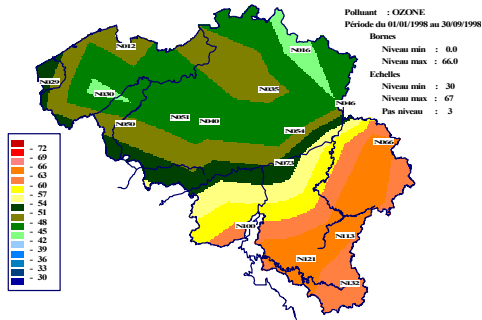 Polluant : OZONE
Période du 01/01/1998 au 30/09/1998
Bornes
Niveau min : 0.0
Niveau max : 66.0
Echelles
Niveau min : 30
Niveau max : 67
Pas niveau : 3
N012
N016
N029
N030
N035
N046
N050
N051
N040
N054
N066
N073
N100
N113
N121
N132
- 72
- 69
- 66
- 63
- 60
- 57
- 54
- 51
- 48
- 45
- 42
- 39
- 36
- 33
- 30